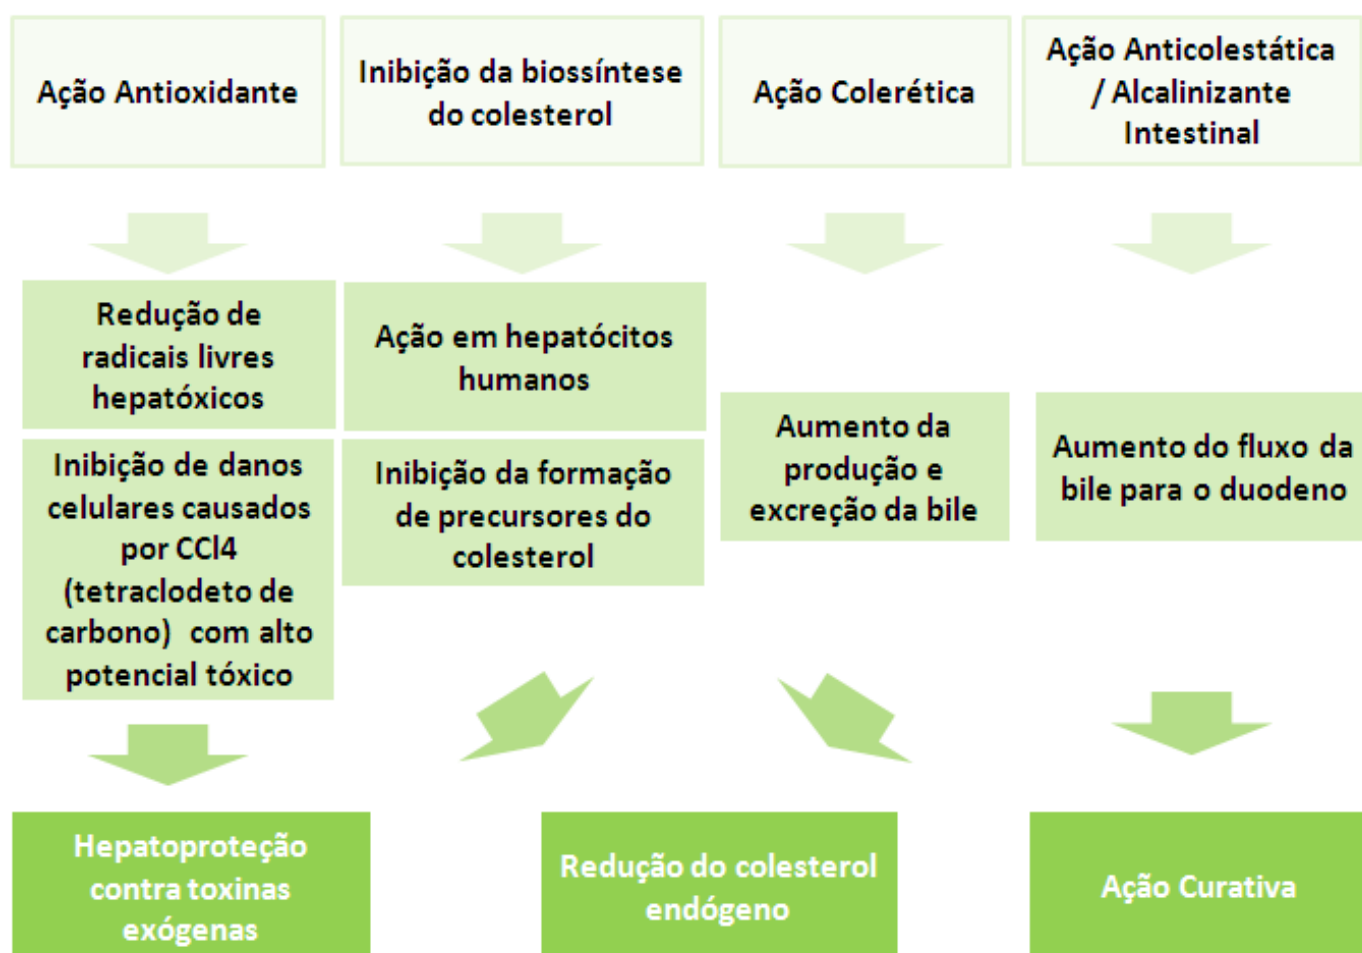 Ação Antioxidante
Inibição da biossíntese
do colesterol
Ação Colerética
Ação Anticolestática
/ Alcalinizante
Intestinal
Redução de
radicais livres
hepatóxicos
Ação em hepatócitos
humanos
Inibição de danos
celulares causados
por CCl4
(tetraclodeto de
carbono) com alto
potencial tóxico
Inibição da formação
de precursores do
colesterol
Aumento da
produção e
excreção da bile
Aumento do fluxo da
bile para o duodeno
Hepatoproteção
contra toxinas
exógenas
Redução do colesterol
endógeno
Ação Curativa